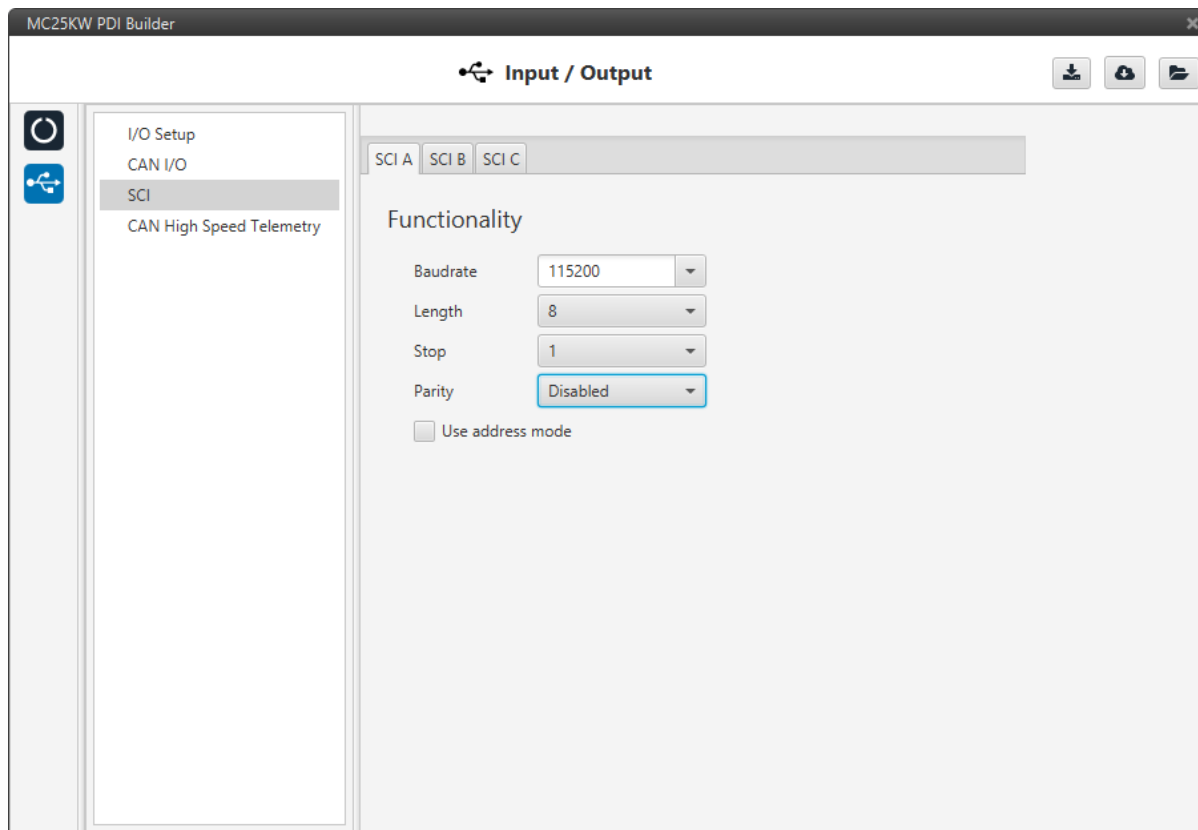 MC25KW PDI Builder
Input / Output
I/O Setup
CAN I/O
SCI
CAN High Speed Telemetry
SCI A SCI B SCI C
Functionality
Baudrate 115200
Length 8
Stop 1
Parity Disabled
Use address mode